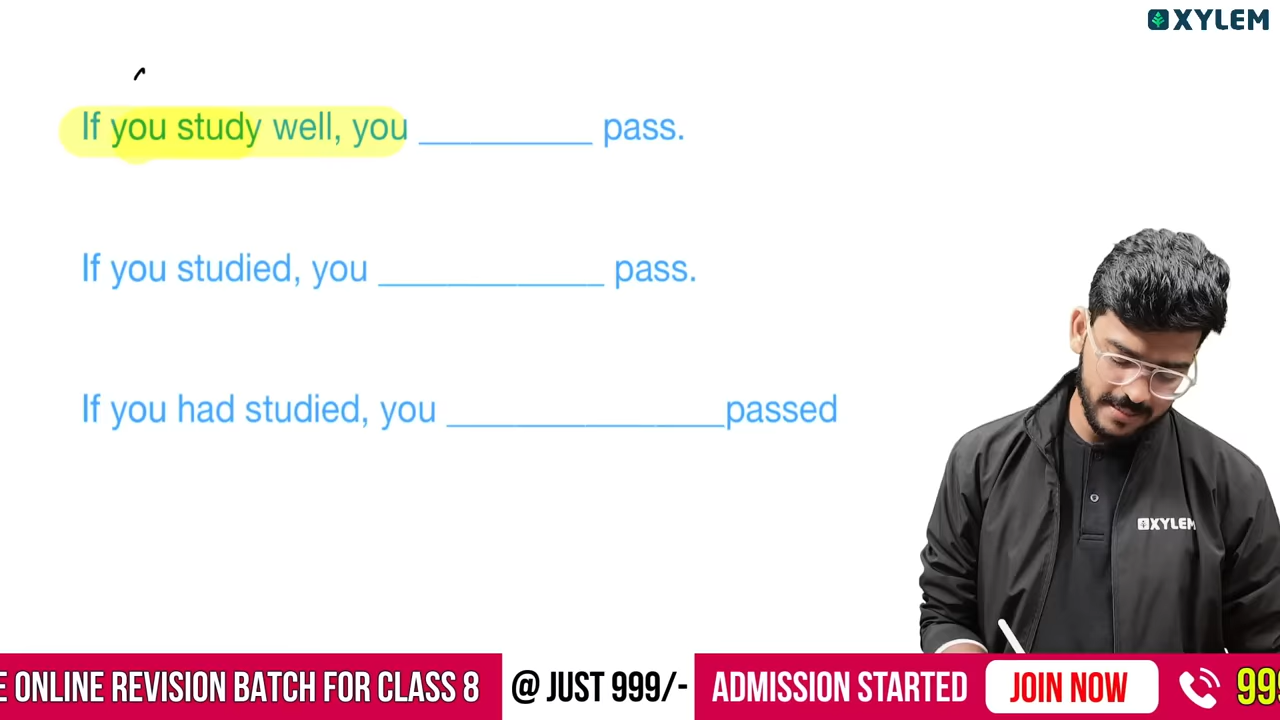 XYLEM
If you study well, you __________ pass.
If you studied, you _____________ pass.
If you had studied, you ________________passed
XYLEM
ONLINE REVISION BATCH FOR CLASS 8 @ JUST 999/- ADMISSION STARTED JOIN NOW